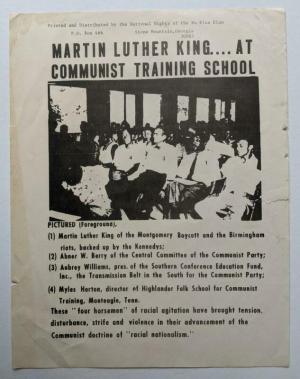 Printed and Distributed by the National Knights of the Ku Klux Klan
Stone Mountain, Georgia
MARTIN LUTHER KING.... AT
COMMUNIST TRAINING SCHOOL
PICTURED (Foreground),
(1) Martin Luther King of the Montgomery Boycott and the Birmingham
riots, backed up by the Kennedys;
(2) Abner W. Berry of the Central Committee of the Communist Party;
(3) Aubrey Williams, pres. of the Southern Conference Education Fund,
Inc., the Transmission Belt in the South for the Communist Party;
(4) Myles Horton, director of Highlander Folk School for Communist
Training, Monteagle, Tenn.
These "four horsemen" of racial agitation have brought tension,
disturbance, strife and violence in their advancement of the
Communist doctrine of "racial nationalism."